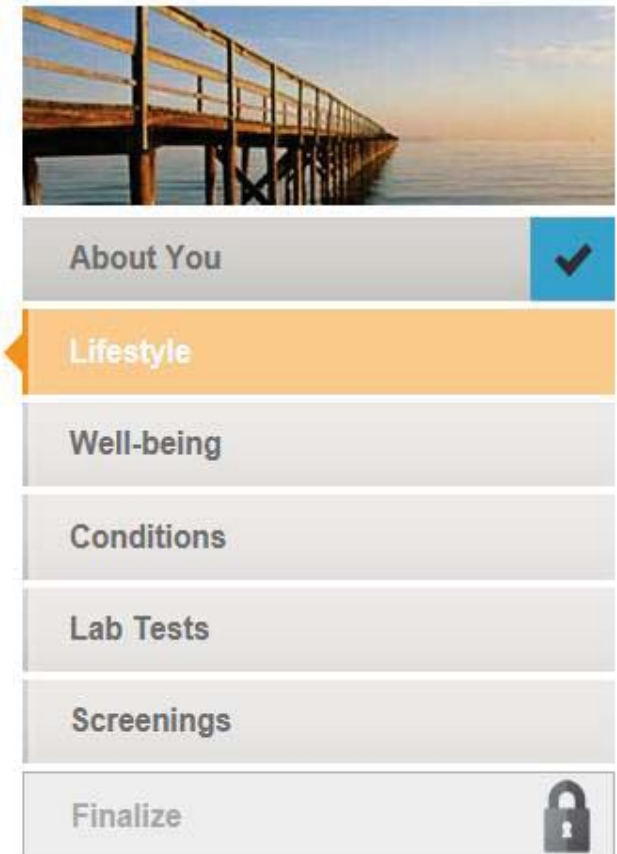 About You
Lifestyle
Well-being
Conditions
Lab Tests
Screenings
Finalize